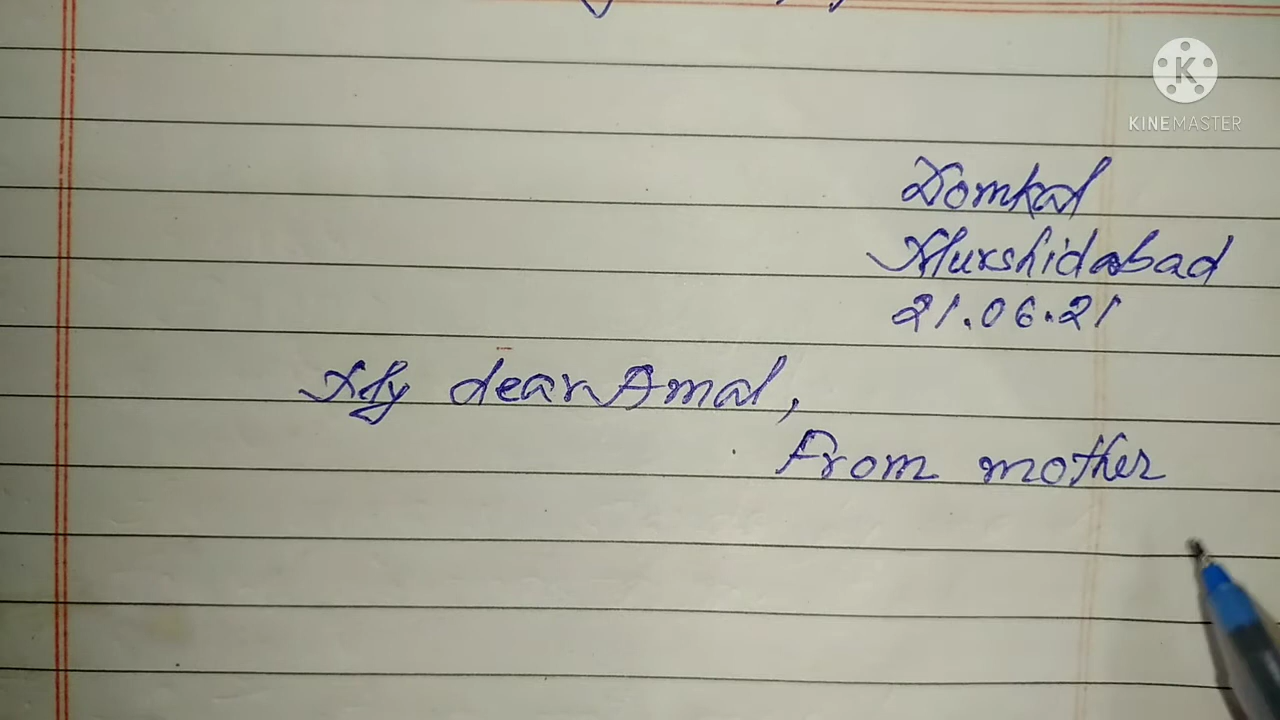 KINEMASTER
Domkal
Murshidabad
21.06.21
My dear Amal,
From mother